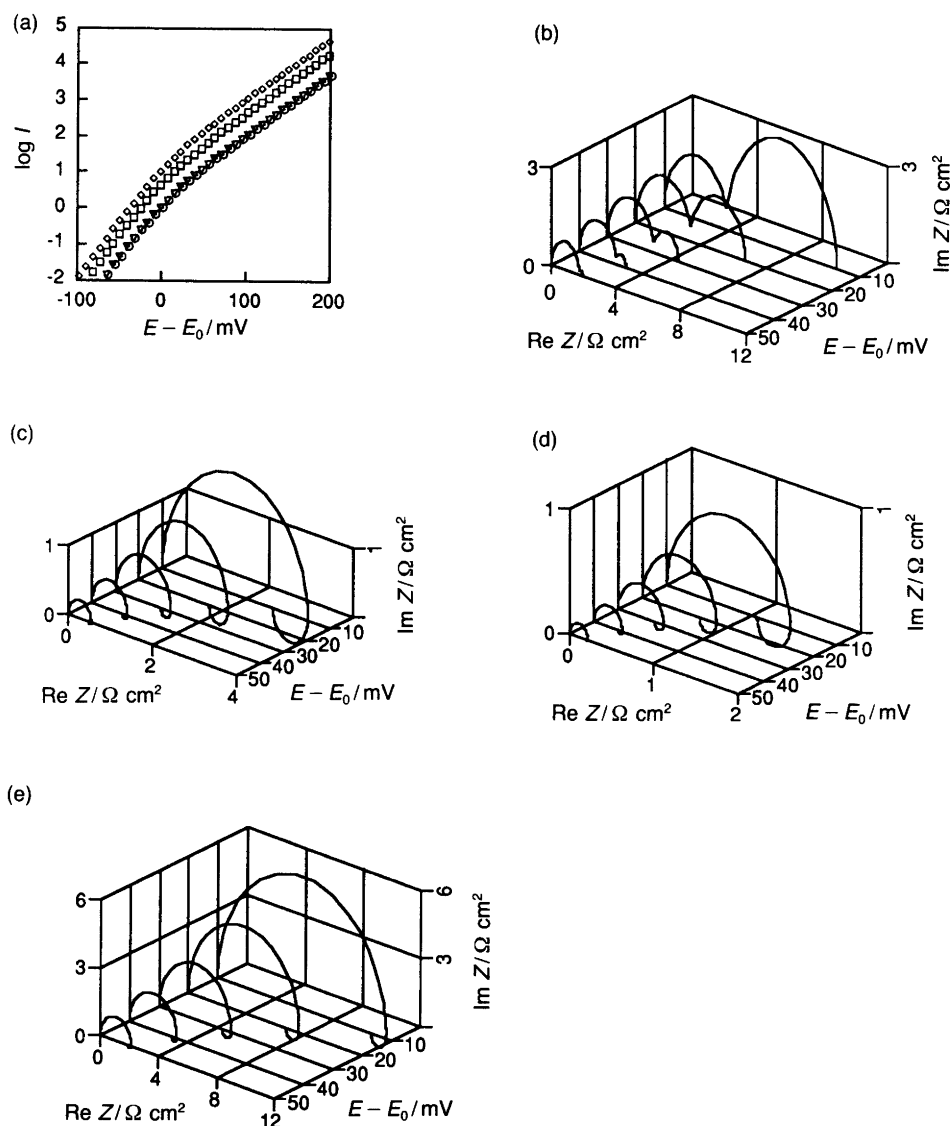 (a)
5
4
3
2
1
0
-1
-2
log I
-100 0 100 200
E – E₀/mV
(b)
3
0
0
4
8
12
Re Z/Ω cm²
50
40
30
20
10
E – E₀/mV
3
Im Z/Ω cm²
(c)
1
0
0
2
4
Re Z/Ω cm²
50
40
30
20
10
E – E₀/mV
1
Im Z/Ω cm²
(d)
1
0
0
1
2
Re Z/Ω cm²
50
40
30
20
10
E – E₀/mV
1
Im Z/Ω cm²
(e)
6
3
0
0
4
8
12
Re Z/Ω cm²
50
40
30
20
10
E – E₀/mV
6
3
Im Z/Ω cm²